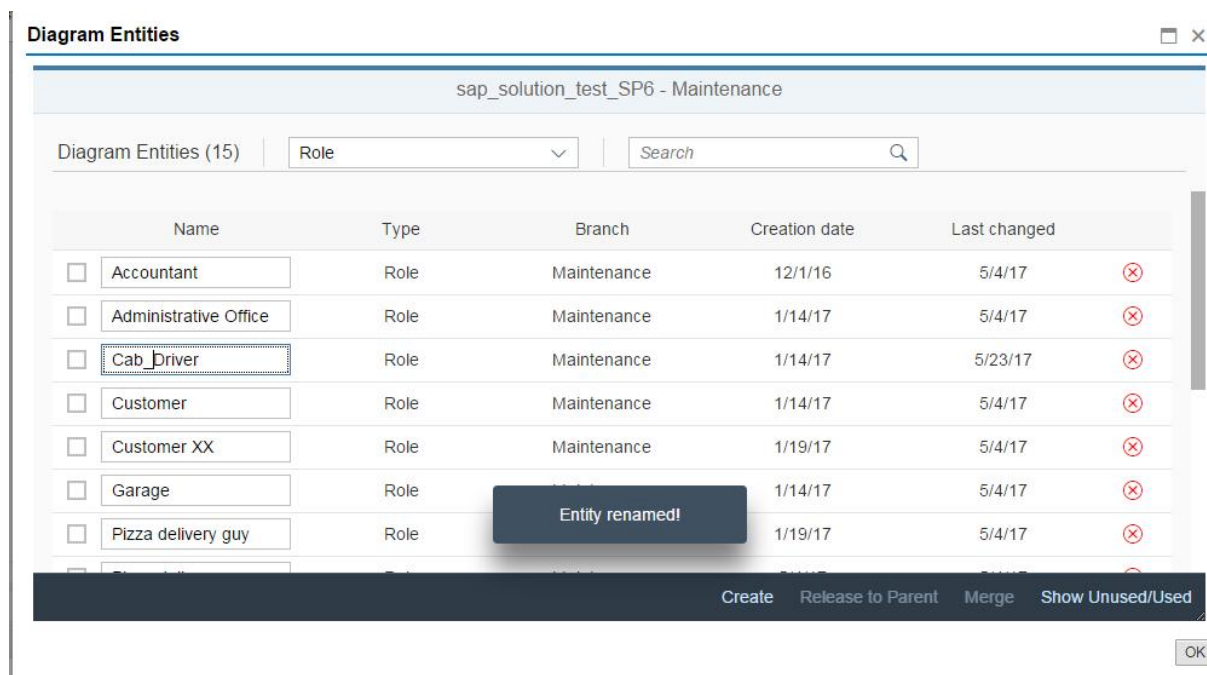 Diagram Entities
sap_solution_test_SP6 - Maintenance
Diagram Entities (15) Role Search
Name Type Branch Creation date Last changed
Accountant Role Maintenance 12/1/16 5/4/17
Administrative Office Role Maintenance 1/14/17 5/4/17
Cab_Driver Role Maintenance 1/14/17 5/23/17
Customer Role Maintenance 1/14/17 5/4/17
Customer XX Role Maintenance 1/19/17 5/4/17
Garage Role 1/14/17 5/4/17
Entity renamed!
Pizza delivery guy Role 1/19/17 5/4/17
Create Release to Parent Merge Show Unused/Used
OK